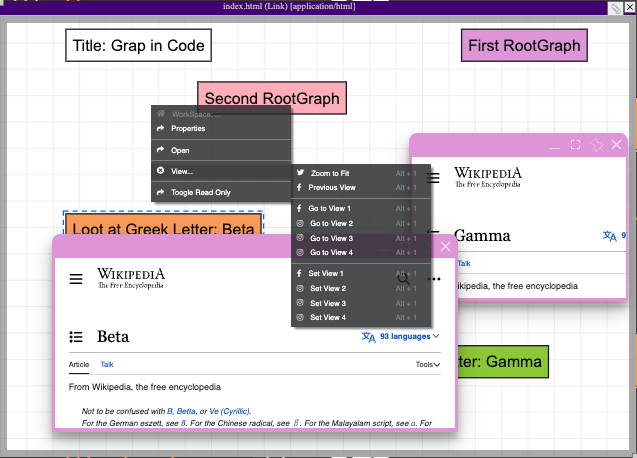 index.html (Link) [application/html]
Title: Grap in Code
First RootGraph
Second RootGraph
WorkSpace: ...
Properties
Open
View...
Toogle Read Only
Zoom to Fit Alt + 1
Previous View Alt + 1
Go to View 1 Alt + 1
Go to View 2 Alt + 1
Go to View 3 Alt + 1
Go to View 4 Alt + 1
Set View 1 Alt + 1
Set View 2 Alt + 1
Set View 3 Alt + 1
Set View 4 Alt + 1
WIKIPEDIA
The Free Encyclopedia
Gamma
9
Talk
ikipedia, the free encyclopedia
Loot at Greek Letter: Beta
WIKIPEDIA
The Free Encyclopedia
Beta
93 languages
Article Talk Tools
From Wikipedia, the free encyclopedia
Not to be confused with B, Betta, or Ve (Cyrillic).
For the German eszett, see ß. For the Chinese radical, see 阝. For the Malayalam script, see ധ. For
ter: Gamma